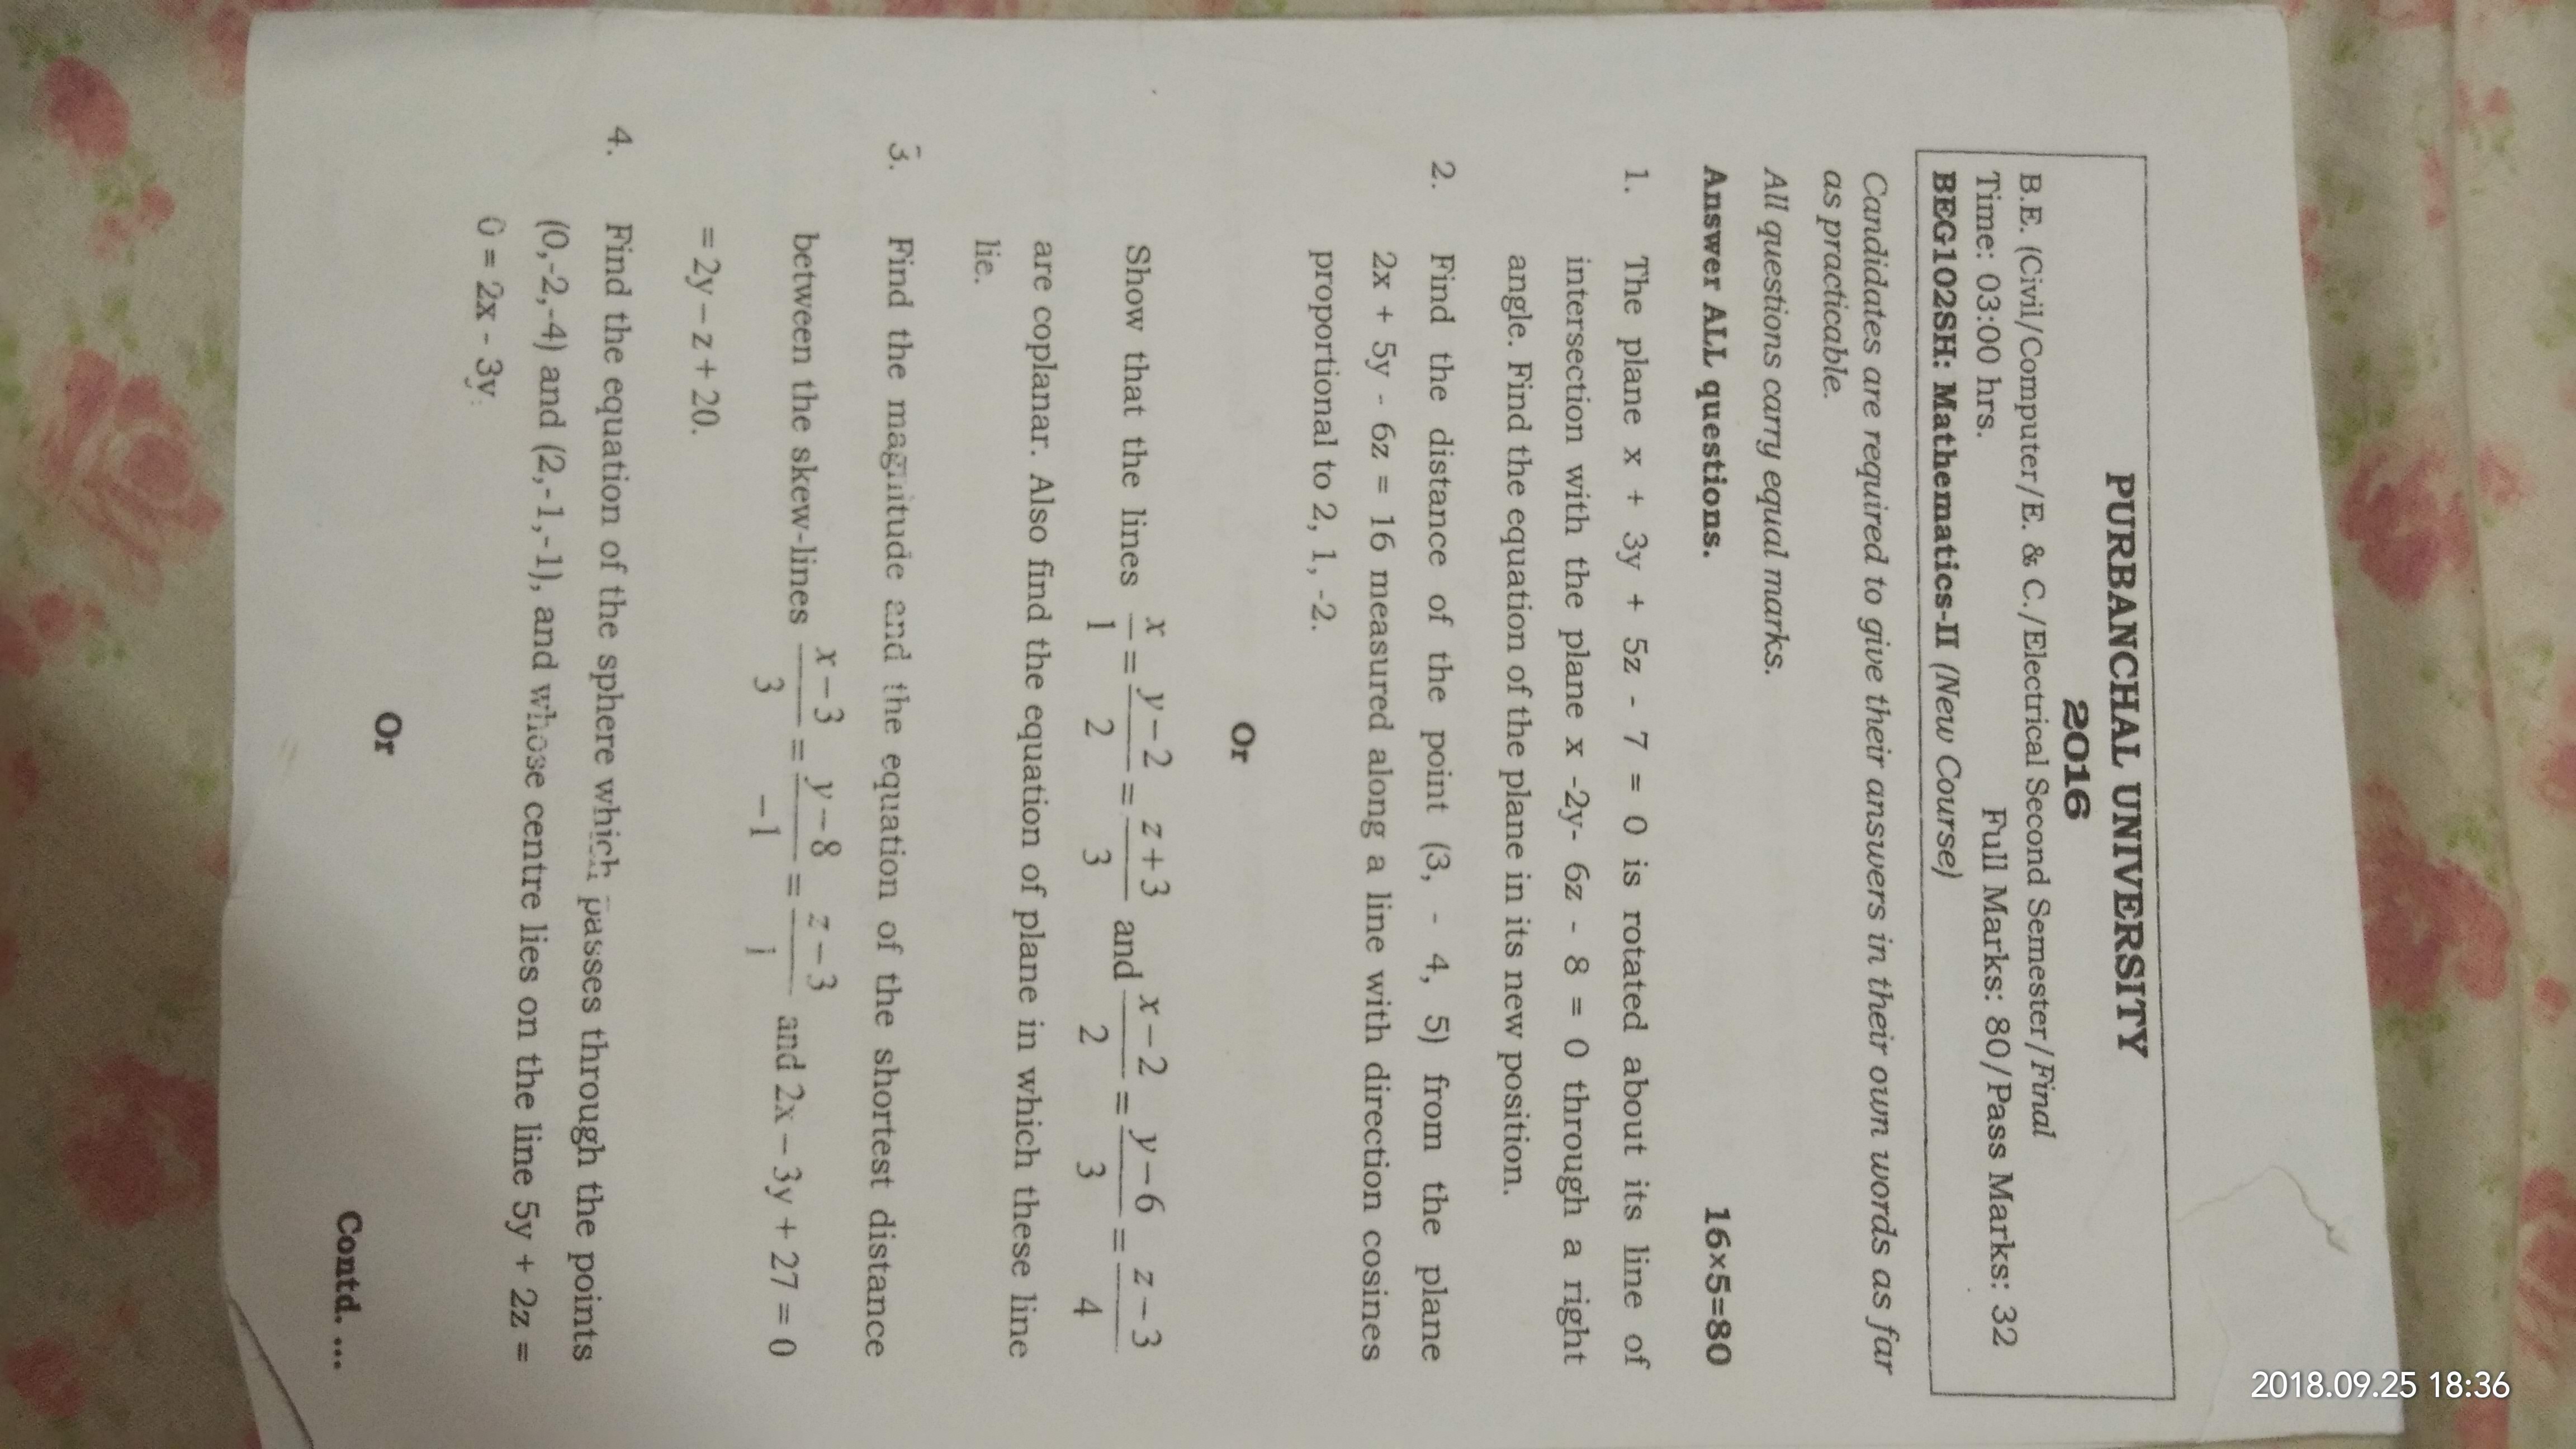 2018.09.25 18:36
PURBANCHAL UNIVERSITY
2016
B.E. (Civil/Computer/E. & C./Electrical Second Semester/Final
Time: 03:00 hrs. Full Marks: 80/Pass Marks: 32
BEG102SH: Mathematics-II (New Course)
Candidates are required to give their answers in their own words as far
as practicable.
All questions carry equal marks.
Answer ALL questions. 16×5=80
1. The plane x + 3y + 5z - 7 = 0 is rotated about its line of
intersection with the plane x -2y- 6z - 8 = 0 through a right
angle. Find the equation of the plane in its new position.
2. Find the distance of the point (3, - 4, 5) from the plane
2x + 5y - 6z = 16 measured along a line with direction cosines
proportional to 2, 1, -2.
Or
Show that the lines x/1 = y−2/2 = z+3/3 and x−2/2 = y−6/3 = z−3/4
are coplanar. Also find the equation of plane in which these line
lie.
3. Find the magnitude and the equation of the shortest distance
between the skew-lines x−3/3 = y−8/−1 = z−3/1 and 2x − 3y + 27 = 0
= 2y − z + 20.
4. Find the equation of the sphere which passes through the points
(0,-2,-4) and (2,-1,-1), and whose centre lies on the line 5y + 2z =
0 = 2x - 3y.
Or
Contd. ...